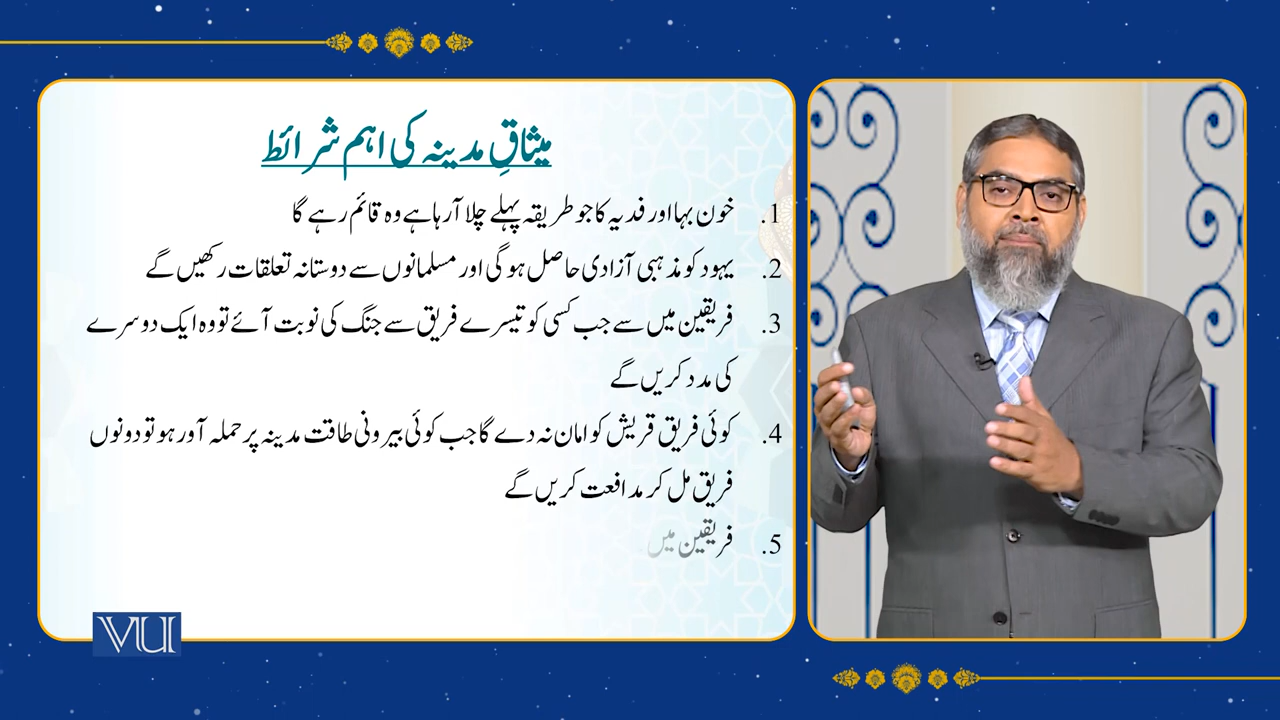 میثاقِ مدینہ کی اہم شرائط
1. خون بہا اور فدیہ کا جو طریقہ پہلے چلا آرہا ہے وہ قائم رہے گا
2. یہود کو مذہبی آزادی حاصل ہوگی اور مسلمانوں سے دوستانہ تعلقات رکھیں گے
3. فریقین میں سے جب کسی کو تیسرے فریق سے جنگ کی نوبت آئے تو وہ ایک دوسرے
کی مدد کریں گے
4. کوئی فریق قریش کو امان نہ دے گا جب کوئی بیرونی طاقت مدینہ پر حملہ آور ہو تو دونوں
فریق مل کر مدافعت کریں گے
5. فریقین میں
VU